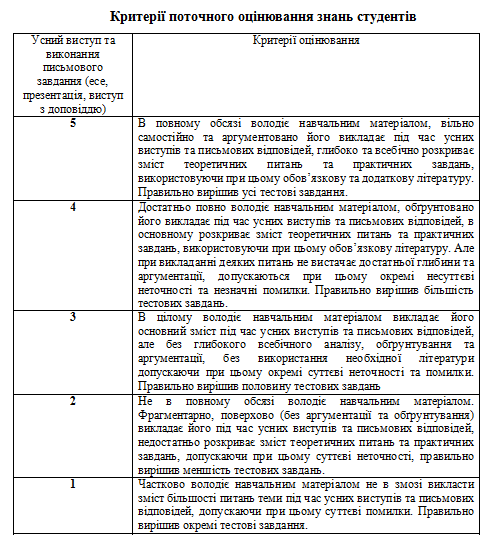 Критерії поточного оцінювання знань студентів
Усний виступ та
виконання
письмового
завдання (есе,
презентація, виступ
з доповіддю)
Критерії оцінювання
5
В повному обсязі володіє навчальним матеріалом, вільно
самостійно та аргументовано його викладає під час усних
виступів та письмових відповідей, глибоко та всебічно розкриває
зміст теоретичних питань та практичних завдань,
використовуючи при цьому обов’язкову та додаткову літературу.
Правильно вирішив усі тестові завдання.
4
Достатньо повно володіє навчальним матеріалом, обґрунтовано
його викладає під час усних виступів та письмових відповідей, в
основному розкриває зміст теоретичних питань та практичних
завдань, використовуючи при цьому обов’язкову літературу. Але
при викладанні деяких питань не вистачає достатньої глибини та
аргументації, допускаються при цьому окремі несуттєві
неточності та незначні помилки. Правильно вирішив більшість
тестових завдань.
3
В цілому володіє навчальним матеріалом викладає його
основний зміст під час усних виступів та письмових відповідей,
але без глибокого всебічного аналізу, обґрунтування та
аргументації, без використання необхідної літератури
допускаючи при цьому окремі суттєві неточності та помилки.
Правильно вирішив половину тестових завдань
2
Не в повному обсязі володіє навчальним матеріалом.
Фрагментарно, поверхово (без аргументації та обґрунтування)
викладає його під час усних виступів та письмових відповідей,
недостатньо розкриває зміст теоретичних питань та практичних
завдань, допускаючи при цьому суттєві неточності, правильно
вирішив меншість тестових завдань.
1
Частково володіє навчальним матеріалом не в змозі викласти
зміст більшості питань теми під час усних виступів та письмових
відповідей, допускаючи при цьому суттєві помилки. Правильно
вирішив окремі тестові завдання.